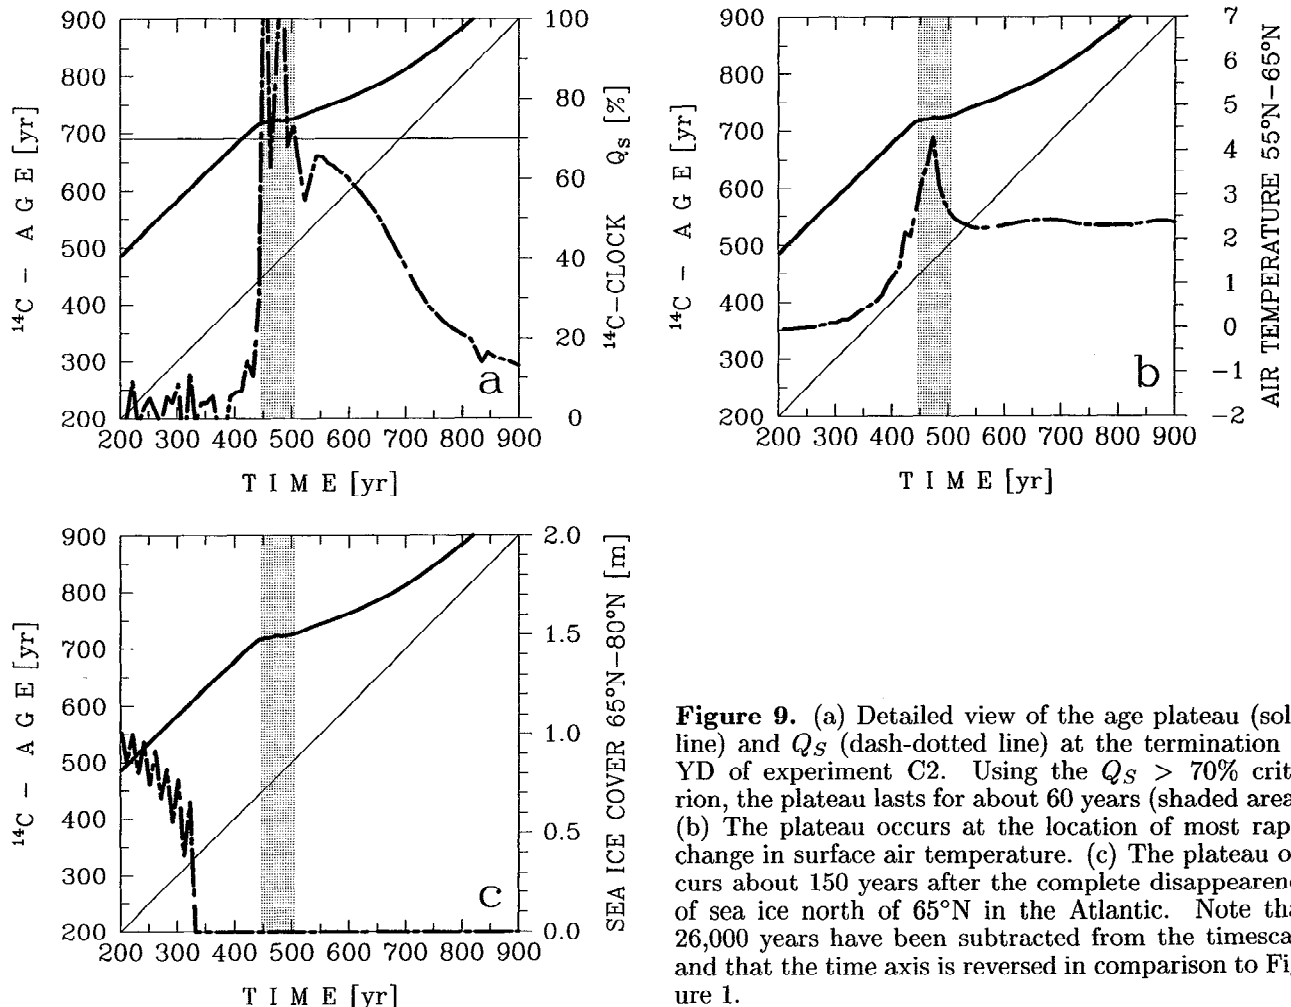 900
800
700
600
500
400
300
200
¹⁴C – A G E [yr]
100
80
60
40
20
0
¹⁴C–CLOCK Qs [%]
a
200 300 400 500 600 700 800 900
T I M E [yr]
900
800
700
600
500
400
300
200
¹⁴C – A G E [yr]
7
6
5
4
3
2
1
0
−1
−2
AIR TEMPERATURE 55°N–65°N
b
200 300 400 500 600 700 800 900
T I M E [yr]
900
800
700
600
500
400
300
200
¹⁴C – A G E [yr]
2.0
1.5
1.0
0.5
0.0
SEA ICE COVER 65°N–80°N [m]
c
200 300 400 500 600 700 800 900
T I M E [yr]
Figure 9. (a) Detailed view of the age plateau (sol
line) and QS (dash-dotted line) at the termination
YD of experiment C2. Using the QS > 70% crit
rion, the plateau lasts for about 60 years (shaded area
(b) The plateau occurs at the location of most rap
change in surface air temperature. (c) The plateau o
curs about 150 years after the complete disappearen
of sea ice north of 65°N in the Atlantic. Note tha
26,000 years have been subtracted from the timesca
and that the time axis is reversed in comparison to Fi
ure 1.